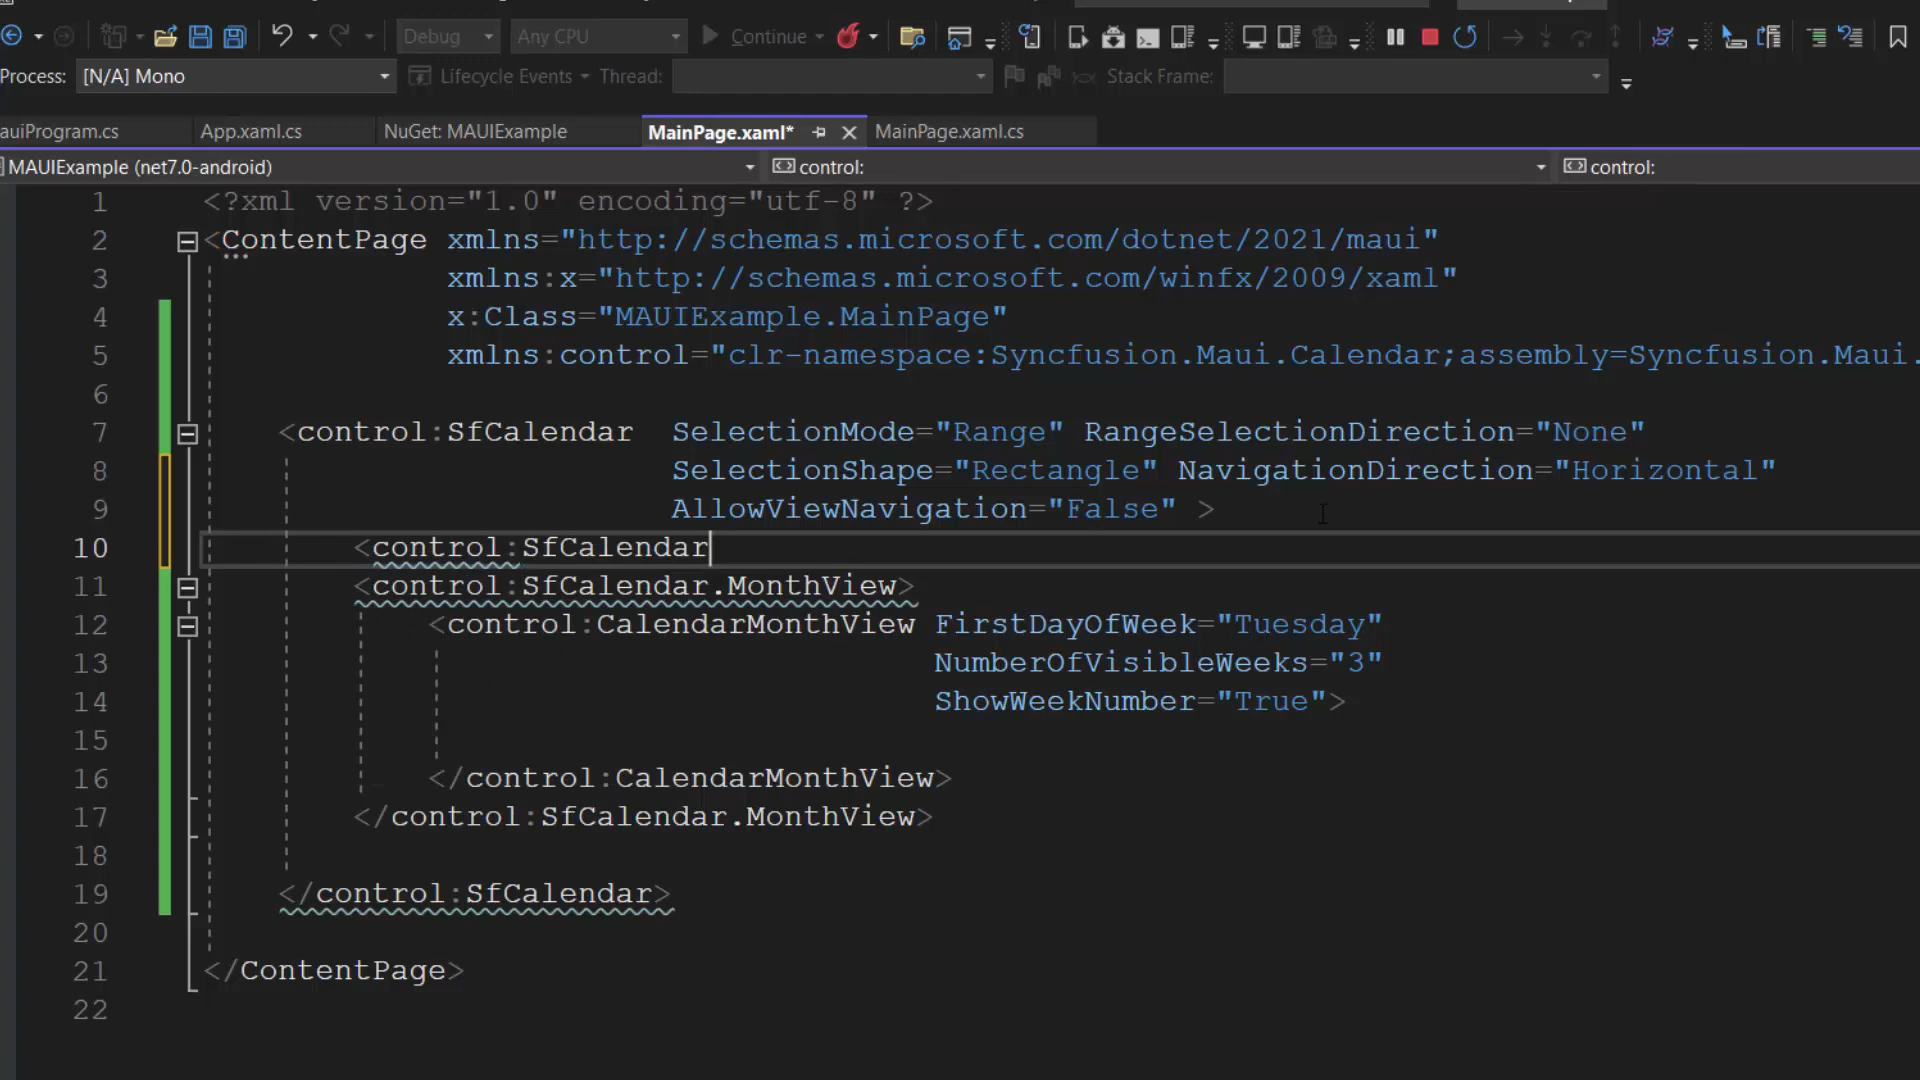 Debug
Any CPU
Continue
Process: [N/A] Mono
Lifecycle Events
Thread:
Stack Frame:
auiProgram.cs
App.xaml.cs
NuGet: MAUIExample
MainPage.xaml*
MainPage.xaml.cs
MAUIExample (net7.0-android)
control:
control:
1 <?xml version="1.0" encoding="utf-8" ?>
2 <ContentPage xmlns="http://schemas.microsoft.com/dotnet/2021/maui"
3 xmlns:x="http://schemas.microsoft.com/winfx/2009/xaml"
4 x:Class="MAUIExample.MainPage"
5 xmlns:control="clr-namespace:Syncfusion.Maui.Calendar;assembly=Syncfusion.Maui.
6
7 <control:SfCalendar SelectionMode="Range" RangeSelectionDirection="None"
8 SelectionShape="Rectangle" NavigationDirection="Horizontal"
9 AllowViewNavigation="False" >
10 <control:SfCalendar
11 <control:SfCalendar.MonthView>
12 <control:CalendarMonthView FirstDayOfWeek="Tuesday"
13 NumberOfVisibleWeeks="3"
14 ShowWeekNumber="True">
15
16 </control:CalendarMonthView>
17 </control:SfCalendar.MonthView>
18
19 </control:SfCalendar>
20
21 </ContentPage>
22